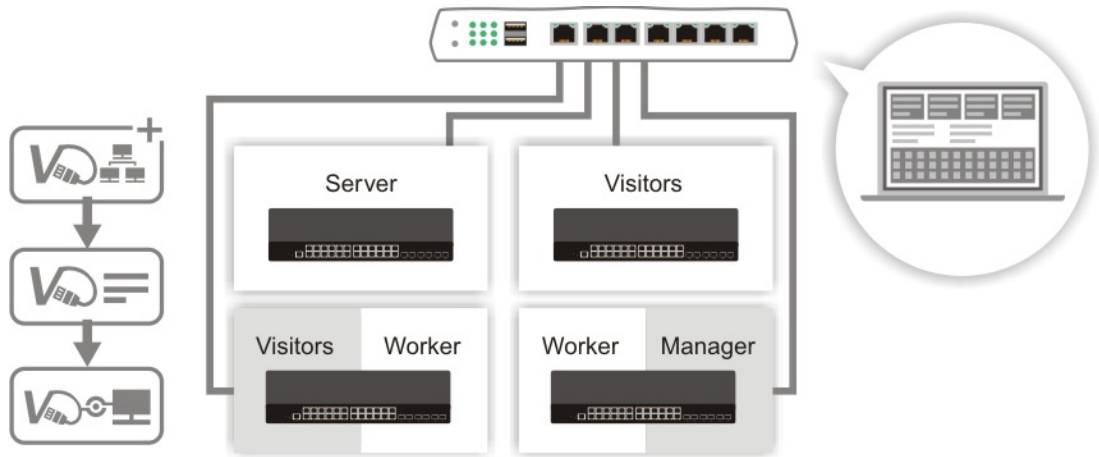 Server
Visitors
Visitors
Worker
Worker
Manager
V
V
V